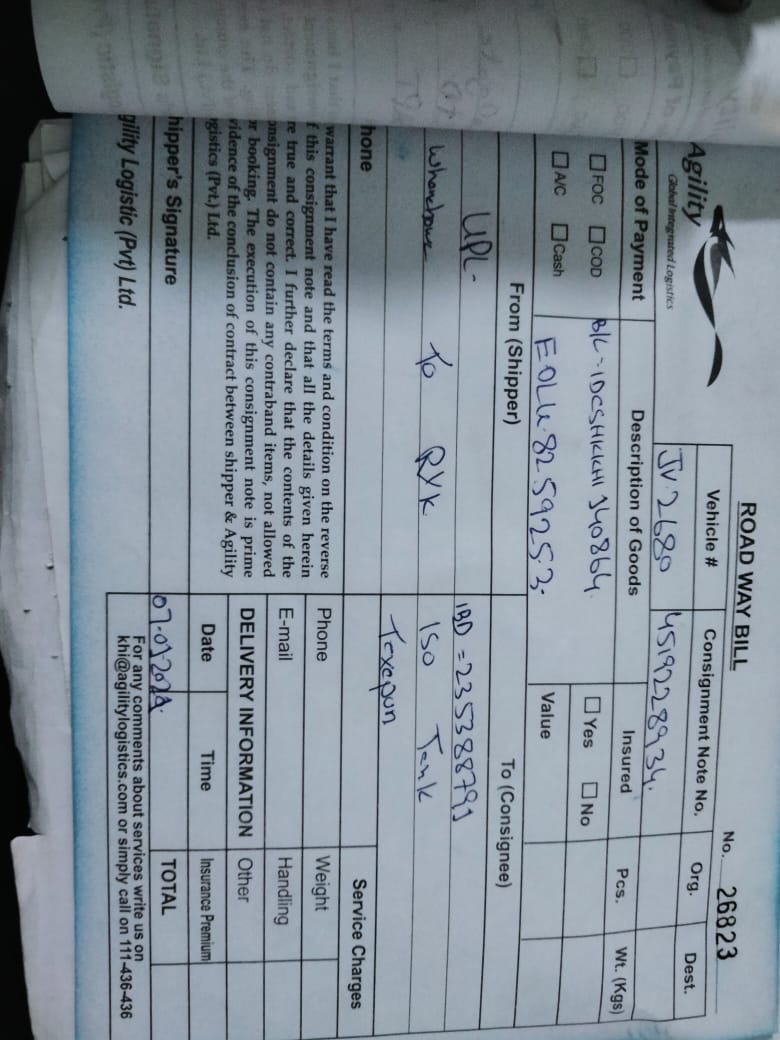 ROAD WAY BILL
No. 26823
Agility
Global Integrated Logistics
Vehicle #
Consignment Note No.
Org.
Dest.
JV-2680
4519228934.
Mode of Payment
Description of Goods
Insured
Pcs.
Wt. (Kgs)
FOC
COD
B/L-IDCSHKKHI 140864
Yes
No
A/C
Cash
EOLU-8259253-
Value
From (Shipper)
To (Consignee)
UPL-
IBD =235388791
To RYK
ISO Tank
hone
Service Charges
warrant that I have read the terms and condition on the reverse
f this consignment note and that all the details given herein
re true and correct. I further declare that the contents of the
onsignment do not contain any contraband items, not allowed
or booking. The execution of this consignment note is prime
vidence of the conclusion of contract between shipper & Agility
gistics (Pvt.) Ltd.
Phone
Weight
E-mail
Handling
DELIVERY INFORMATION
Other
Date
Time
Insurance Premium
hipper's Signature
TOTAL
gility Logistic (Pvt) Ltd.
For any comments about services write us on
khi@agilitylogistics.com or simply call on 111-436-436